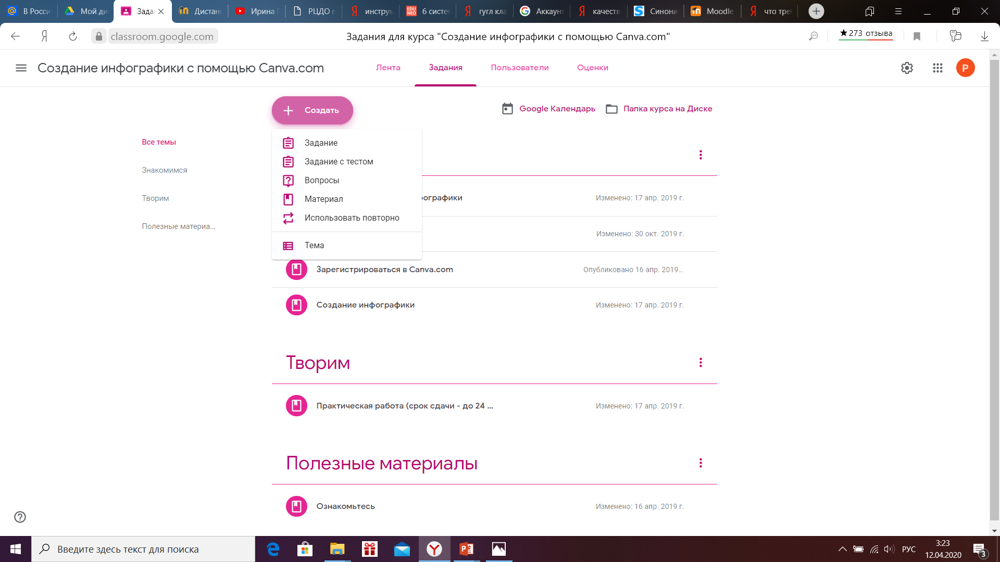 В Росси
Мой ди
Зада
Дистан
Ирина
РЦДО г.
инструм
EDU NEO
6 систе
гугл кла
Аккаунт
качеств
Синони
Moodle
что треб
classroom.google.com
Задания для курса "Создание инфографики с помощью Canva.com"
★273 отзыва
Создание инфографики с помощью Canva.com
Лента
Задания
Пользователи
Оценки
P
Создать
Google Календарь
Папка курса на Диске
Все темы
Знакомимся
Творим
Полезные материа...
Задание
Задание с тестом
Вопросы
Материал
Использовать повторно
Тема
ографики
Изменено: 17 апр. 2019 г.
Изменено: 30 окт. 2019 г.
Зарегистрироваться в Canva.com
Опубликовано 16 апр. 2019...
Создание инфографики
Изменено: 17 апр. 2019 г.
Творим
Практическая работа (срок сдачи - до 24 ...
Изменено: 17 апр. 2019 г.
Полезные материалы
Ознакомьтесь
Изменено: 16 апр. 2019 г.
Введите здесь текст для поиска
РУС
3:23
12.04.2020
3